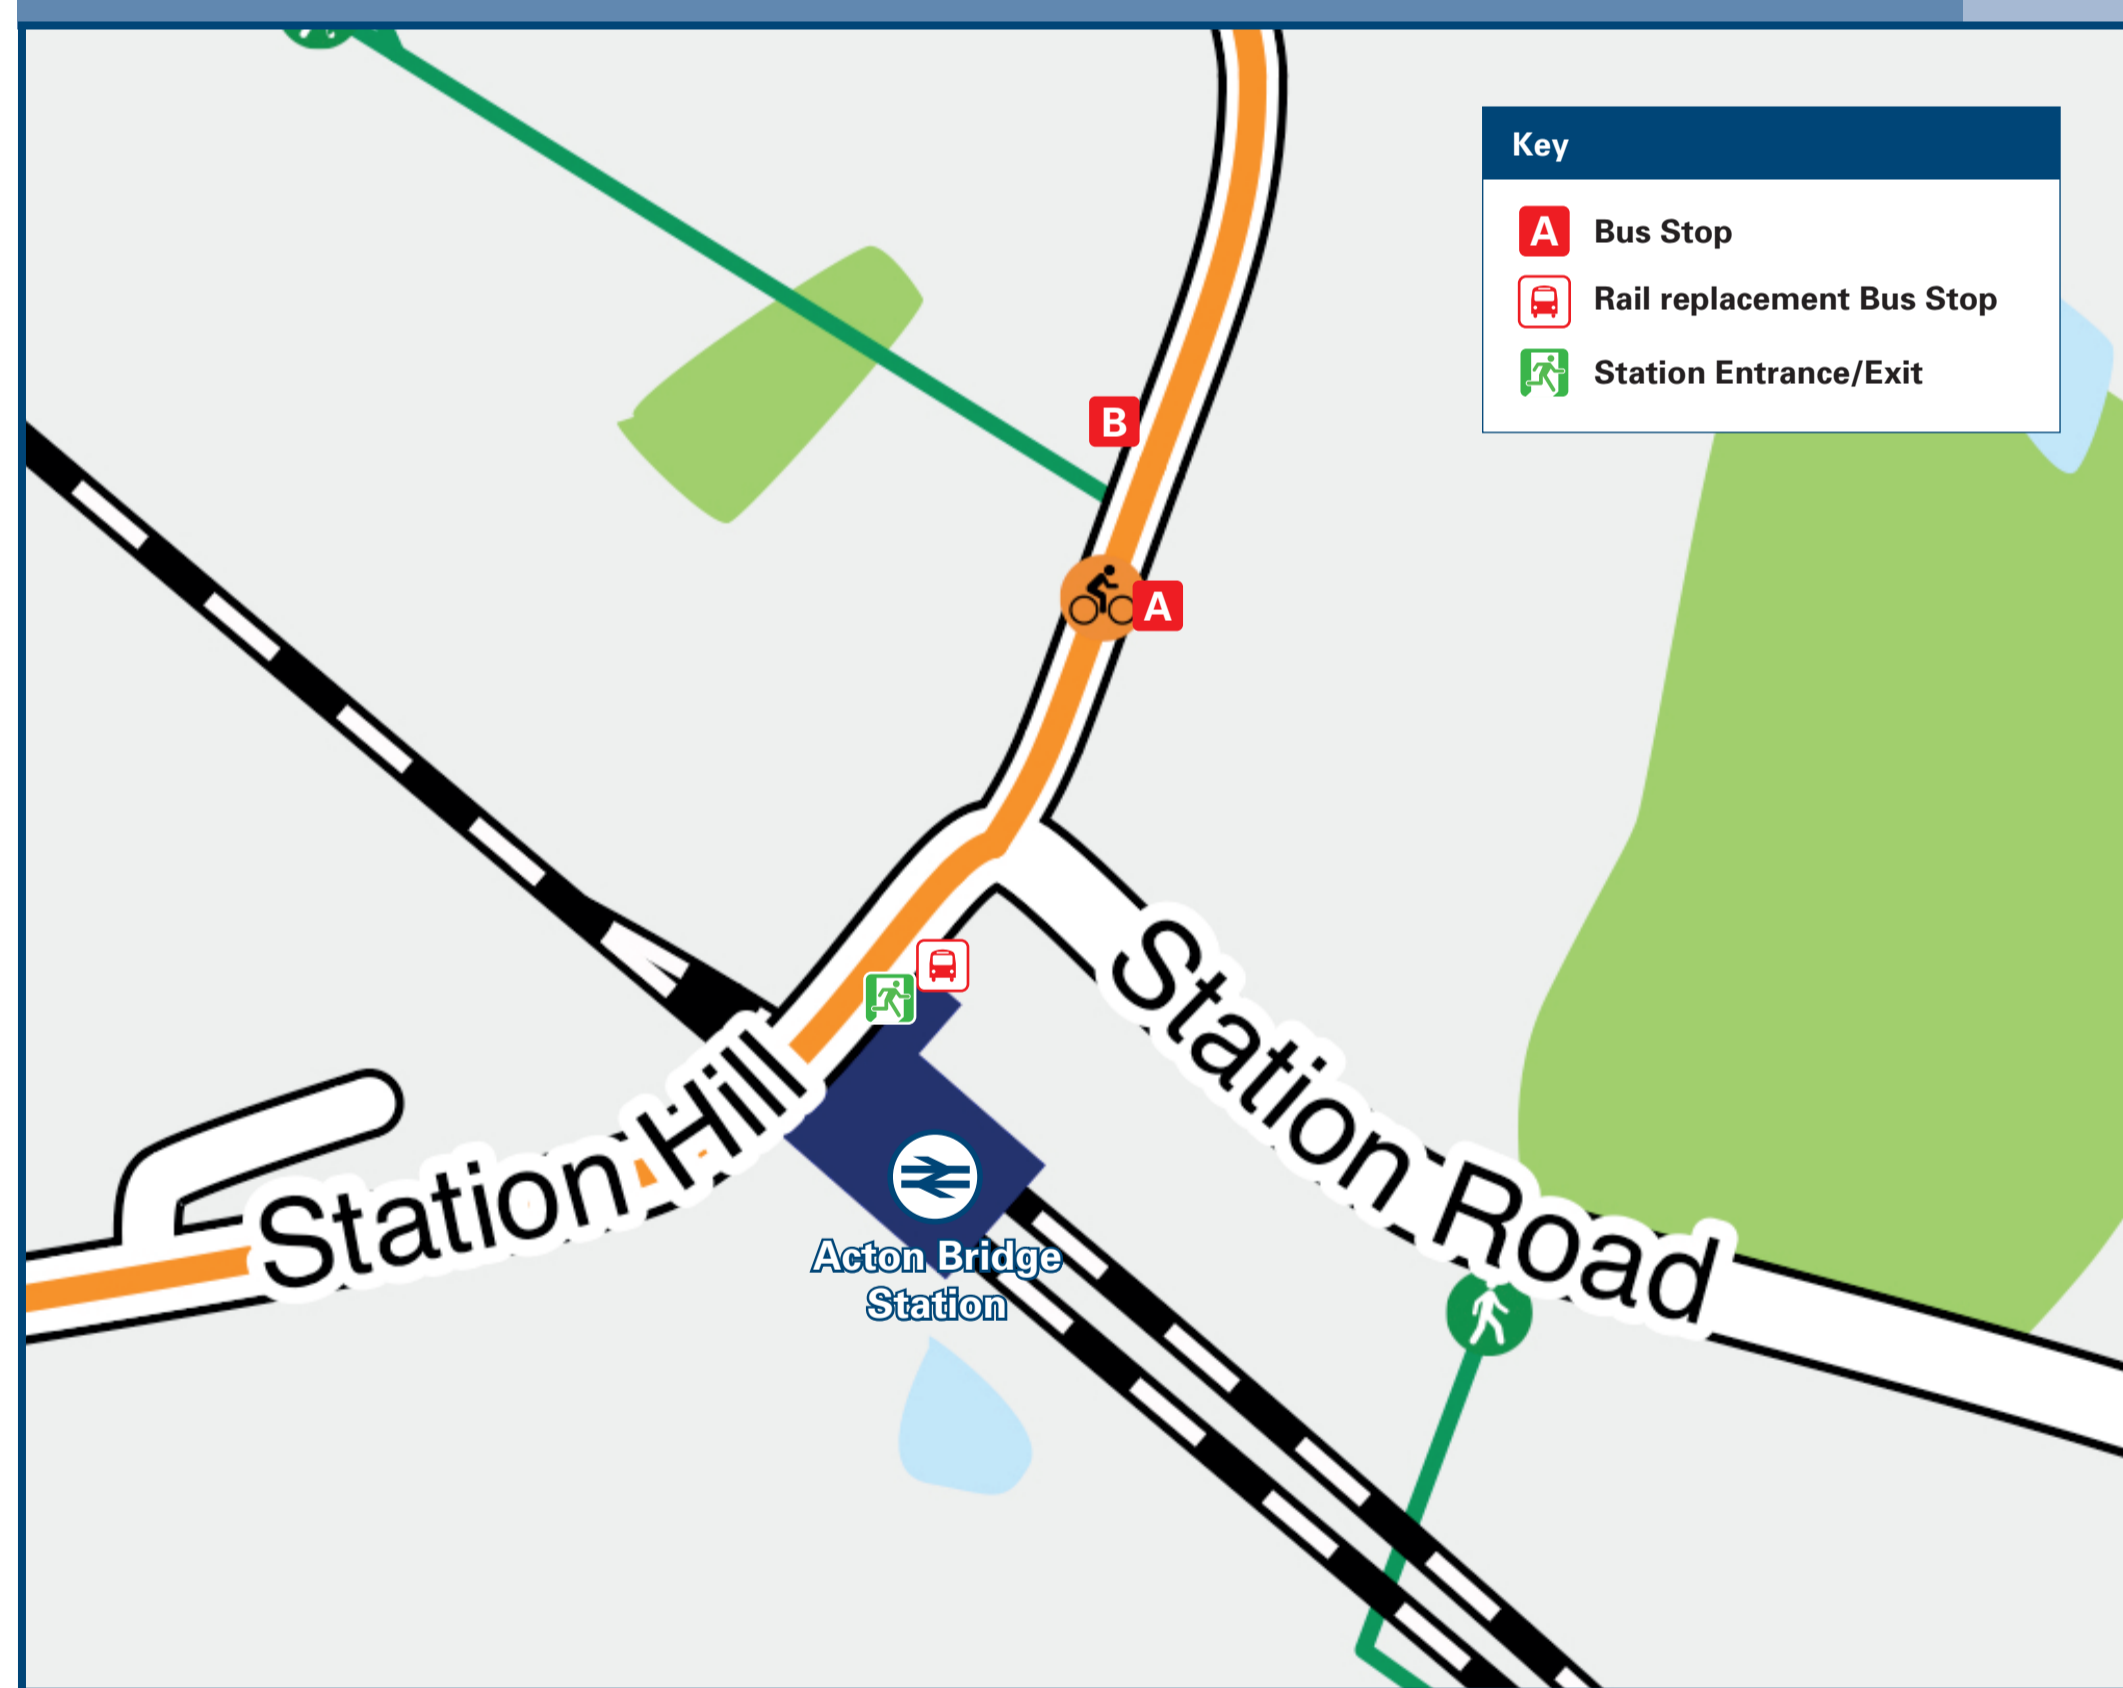 Key
A Bus Stop
Rail replacement Bus Stop
Station Entrance/Exit
B
A
Station Hill
Station Road
Acton Bridge
Station